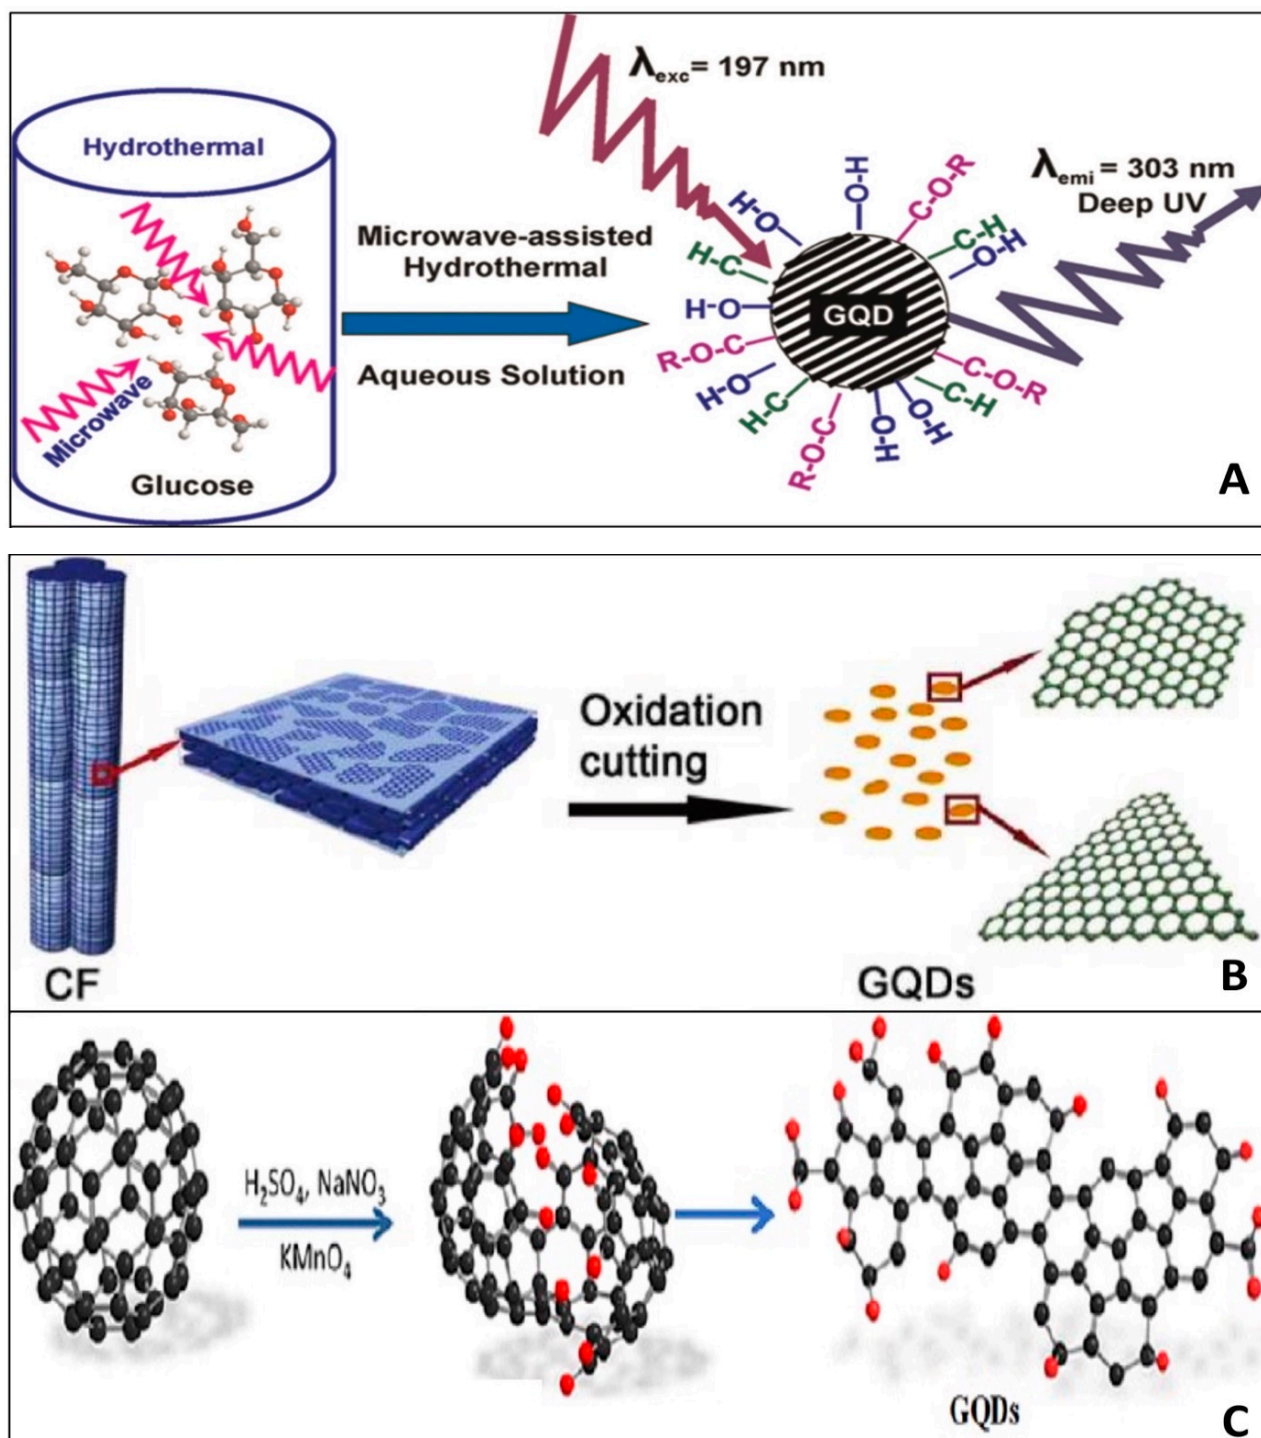 λexc= 197 nm
Hydrothermal
Microwave-assisted
Hydrothermal
Aqueous Solution
Microwave
Glucose
λemi = 303 nm
Deep UV
H-O
O-H
C-O-R
C-H
O-H
H-C
H-O
R-O-C
H-O
H-C
R-O-C
O-H
O-H
C-H
C-O-R
GQD
A
Oxidation
cutting
CF
GQDs
B
H₂SO₄, NaNO₃
KMnO₄
GQDs
C